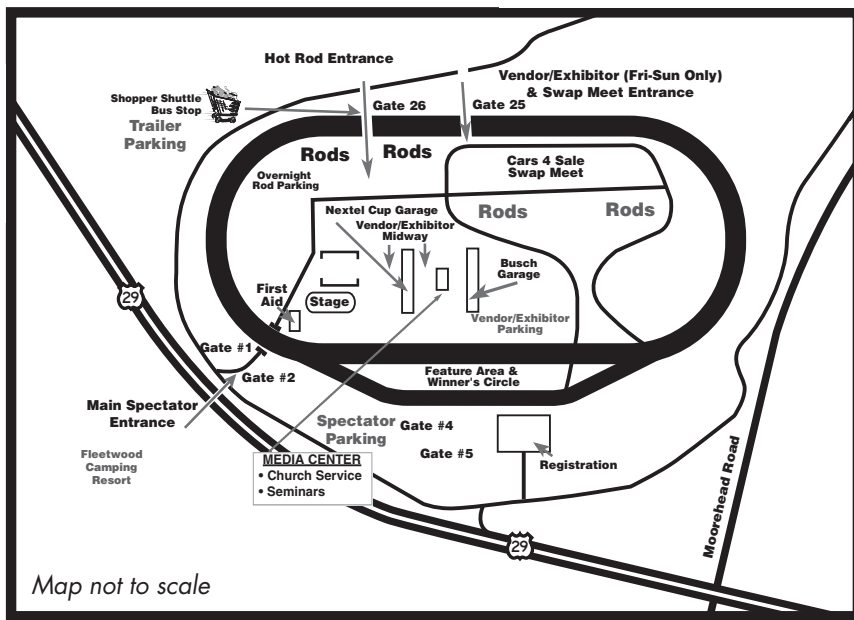 Hot Rod Entrance
Vendor/Exhibitor (Fri-Sun Only)
& Swap Meet Entrance
Shopper Shuttle
Bus Stop
Trailer
Parking
Gate 26
Gate 25
Rods
Rods
Cars 4 Sale
Swap Meet
Overnight
Rod Parking
Nextel Cup Garage
Vendor/Exhibitor
Midway
Rods
Rods
Busch
Garage
First
Aid
Stage
Vendor/Exhibitor
Parking
29
Gate #1
Gate #2
Feature Area &
Winner's Circle
Main Spectator
Entrance
Spectator
Parking
Gate #4
Gate #5
Fleetwood
Camping
Resort
MEDIA CENTER
• Church Service
• Seminars
Registration
Moorehead Road
29
Map not to scale